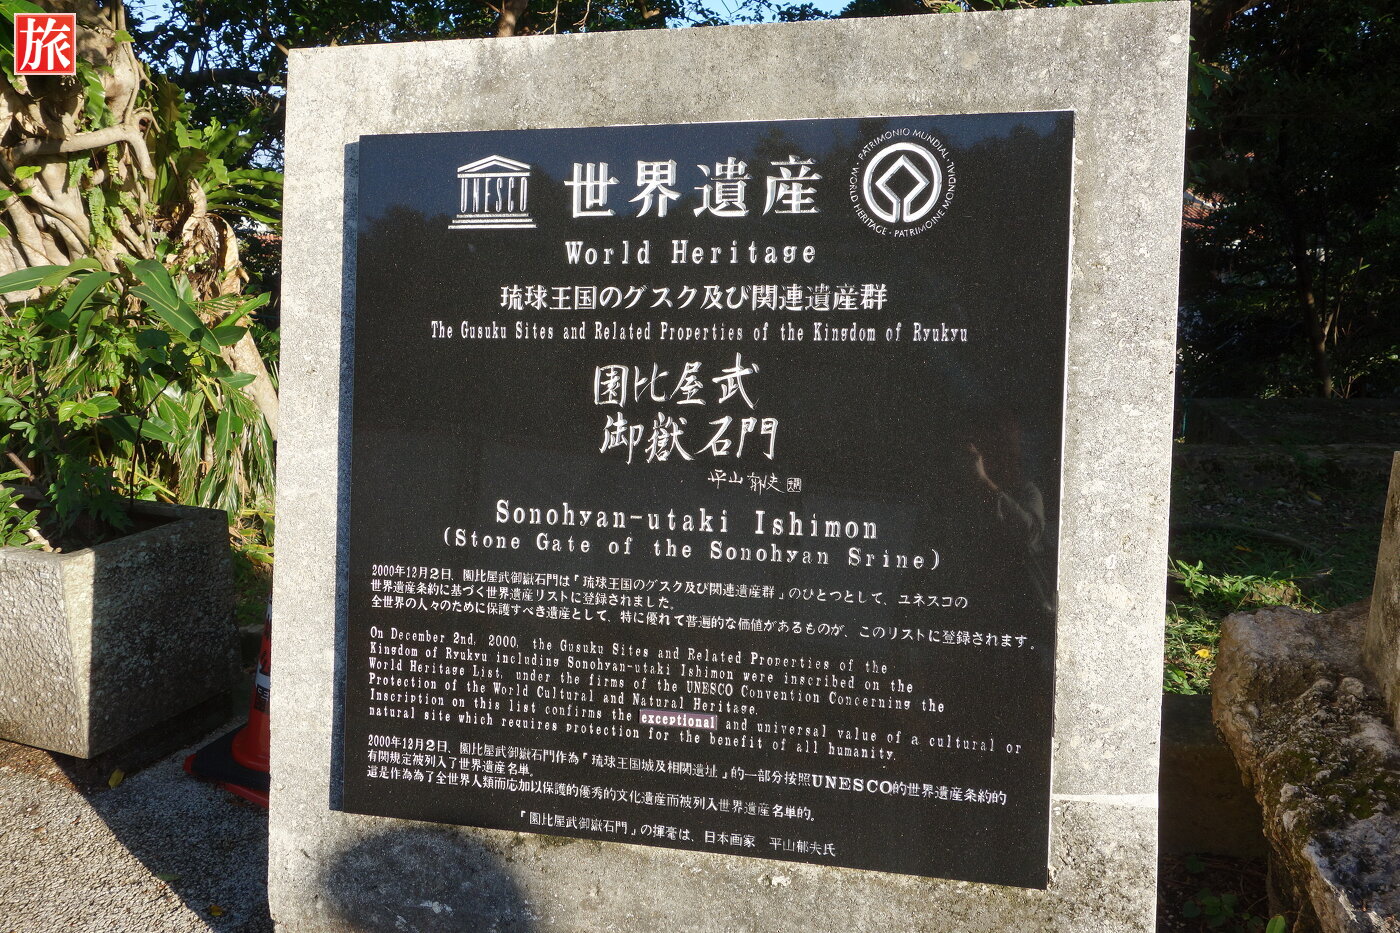 旅
UNESCO
世界遺産
WORLD HERITAGE · PATRIMOINE MONDIAL · PATRIMONIO MUNDIAL
World Heritage
琉球王国のグスク及び関連遺産群
The Gusuku Sites and Related Properties of the Kingdom of Ryukyu
園比屋武
御嶽石門
平山郁夫
Sonohyan-utaki Ishimon
(Stone Gate of the Sonohyan Srine)
2000年12月2日、園比屋武御嶽石門は「琉球王国のグスク及び関連遺産群」のひとつとして、ユネスコの
世界遺産条約に基づく世界遺産リストに登録されました。
全世界の人々のために保護すべき遺産として、特に優れて普遍的な価値があるものが、このリストに登録されます。
On December 2nd, 2000, the Gusuku Sites and Related Properties of the
Kingdom of Ryukyu including Sonohyan-utaki Ishimon were inscribed on the
World Heritage List, under the firms of the UNESCO Convention Concerning the
Protection of the World Cultural and Natural Heritage.
Inscription on this list confirms the exceptional and universal value of a cultural or
natural site which requires protection for the benefit of all humanity.
2000年12月2日、園比屋武御嶽石門作為「琉球王国城及相関遺址」的一部分按照UNESCO的世界遺産条約的
有関規定被列入了世界遺産名単。
這是作為為了全世界人類而応加以保護的優秀的文化遺産而被列入世界遺産名単的。
「園比屋武御嶽石門」の揮毫は、日本画家 平山郁夫氏